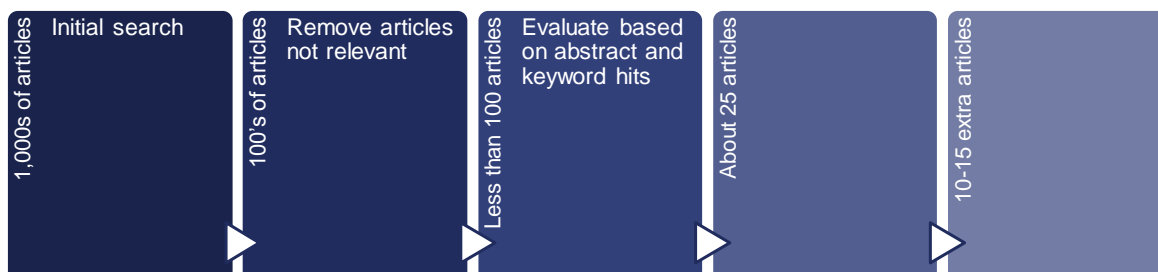 1,000s of articles
Initial search
100's of articles
Remove articles
not relevant
Less than 100 articles
Evaluate based
on abstract and
keyword hits
About 25 articles
10-15 extra articles